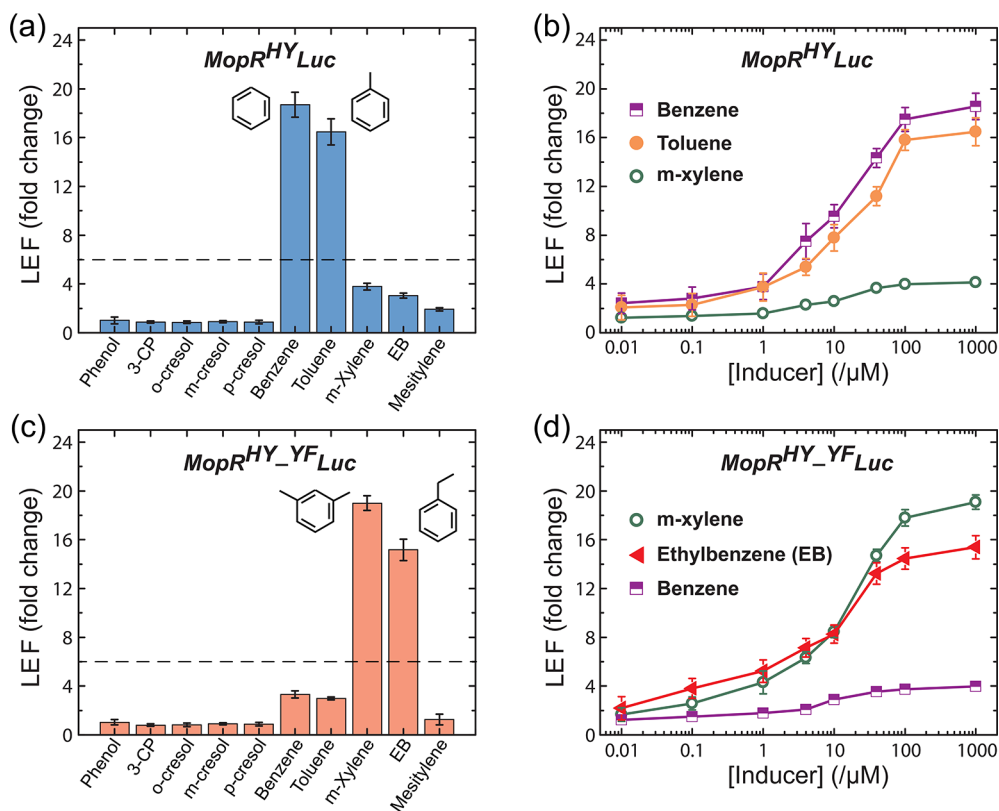 (a)
MopR^HY Luc
LEF (fold change)
24
20
16
12
8
4
0
Phenol
3-CP
o-cresol
m-cresol
p-cresol
Benzene
Toluene
m-Xylene
EB
Mesitylene
(b)
MopR^HY Luc
LEF (fold change)
24
20
16
12
8
4
0
Benzene
Toluene
m-xylene
0.01
0.1
1
10
100
1000
[Inducer] (/μM)
(c)
MopR^HY_YF Luc
LEF (fold change)
24
20
16
12
8
4
0
Phenol
3-CP
o-cresol
m-cresol
p-cresol
Benzene
Toluene
m-Xylene
EB
Mesitylene
(d)
MopR^HY_YF Luc
LEF (fold change)
24
20
16
12
8
4
0
m-xylene
Ethylbenzene (EB)
Benzene
0.01
0.1
1
10
100
1000
[Inducer] (/μM)